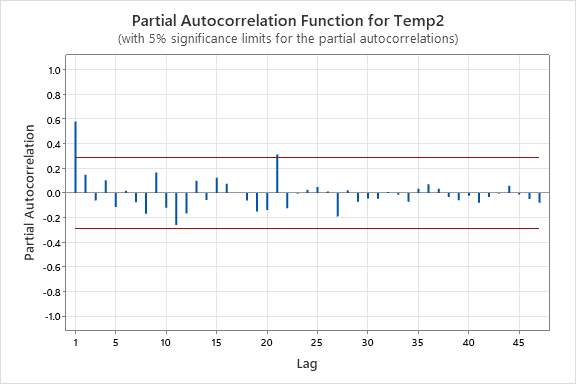 Partial Autocorrelation Function for Temp2
(with 5% significance limits for the partial autocorrelations)
1.0
0.8
0.6
0.4
0.2
0.0
-0.2
-0.4
-0.6
-0.8
-1.0
Partial Autocorrelation
1 5 10 15 20 25 30 35 40 45
Lag